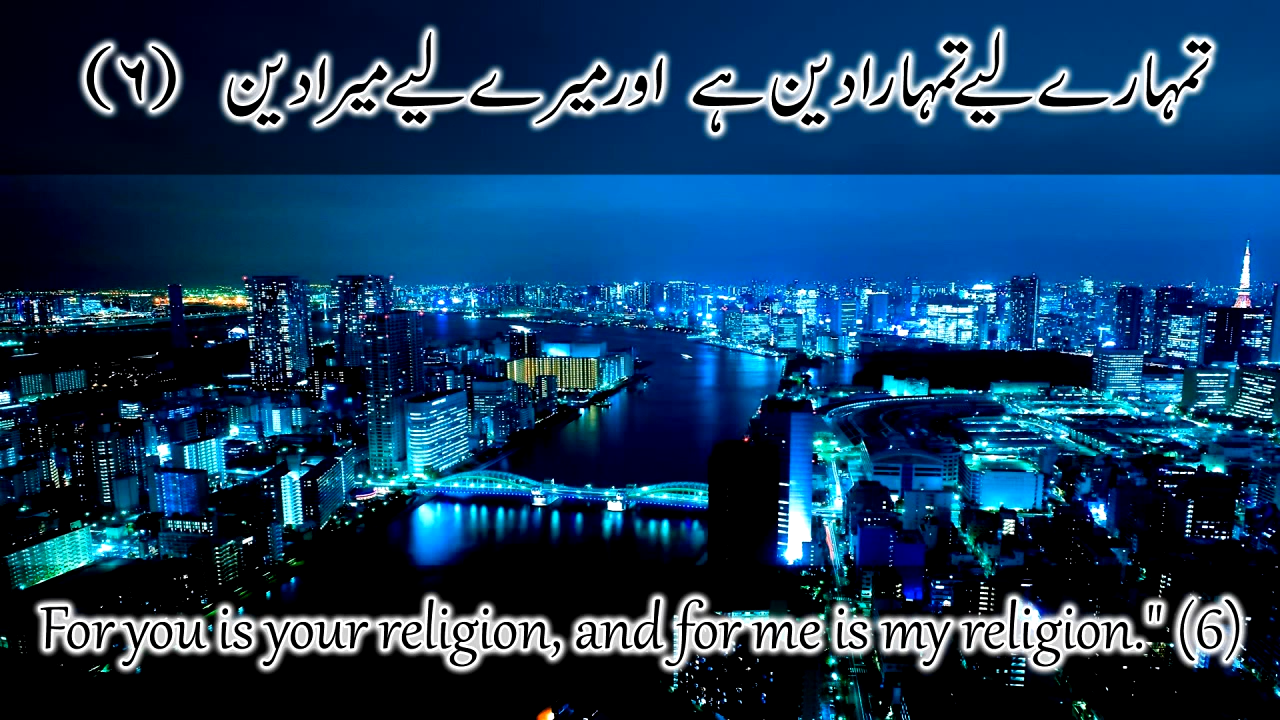 تمہارے لیے تمہارا دین ہے اور میرے لیے میرا دین (٦)
For you is your religion, and for me is my religion." (6)